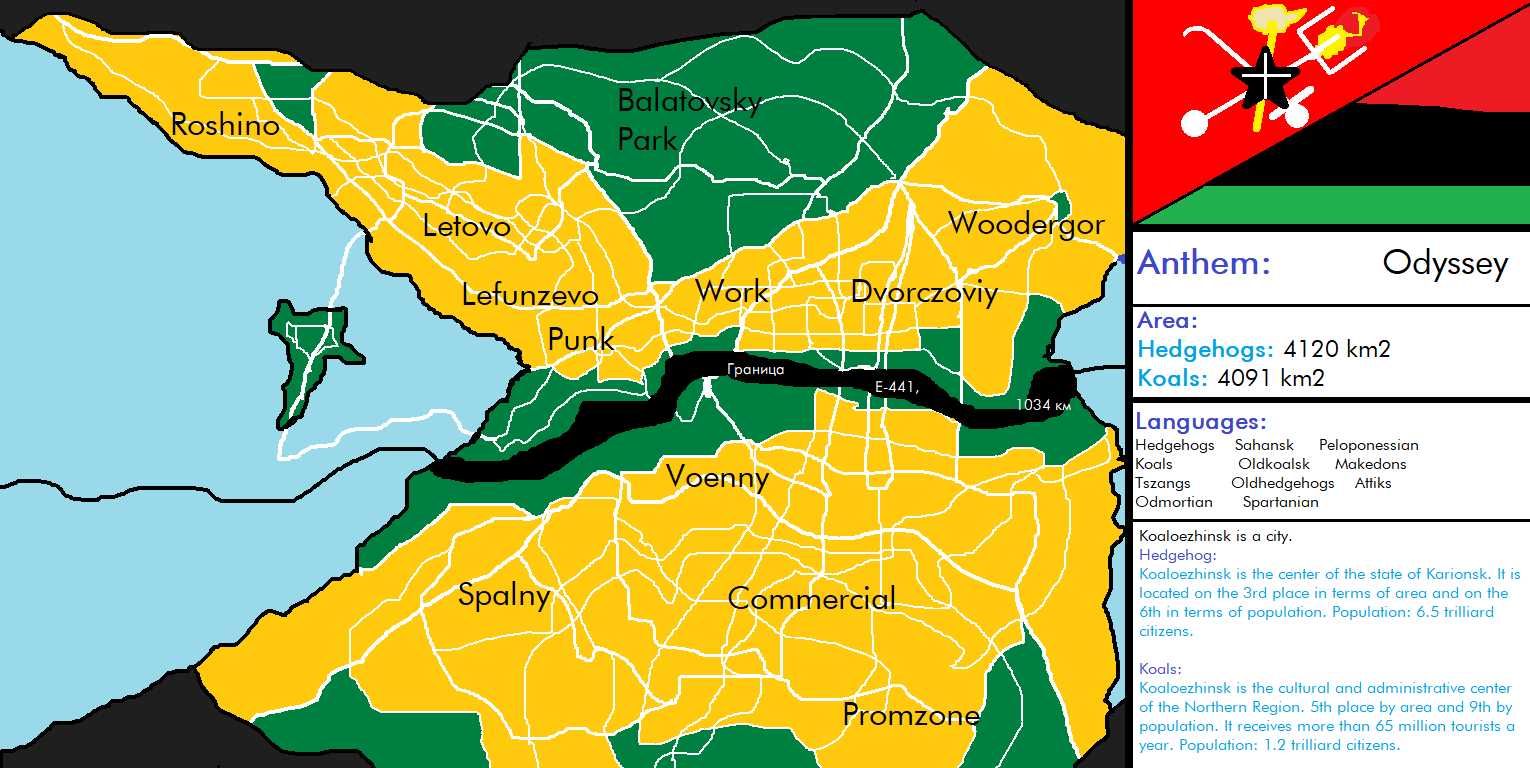 Balatovsky
Park
Roshino
Letovo
Woodergor
Lefunzevo
Work
Dvorczoviy
Punk
Граница
E-441,
1034 км
Voenny
Spalny
Commercial
Promzone
Anthem: Odyssey
Area:
Hedgehogs: 4120 km2
Koals: 4091 km2
Languages:
Hedgehogs Sahansk Peloponessian
Koals Oldkoalsk Makedons
Tszangs Oldhedgehogs Attiks
Odmortian Spartanian
Koaloezhinsk is a city.
Hedgehog:
Koaloezhinsk is the center of the state of Karionsk. It is
located on the 3rd place in terms of area and on the
6th in terms of population. Population: 6.5 trilliard
citizens.
Koals:
Koaloezhinsk is the cultural and administrative center
of the Northern Region. 5th place by area and 9th by
population. It receives more than 65 million tourists a
year. Population: 1.2 trilliard citizens.